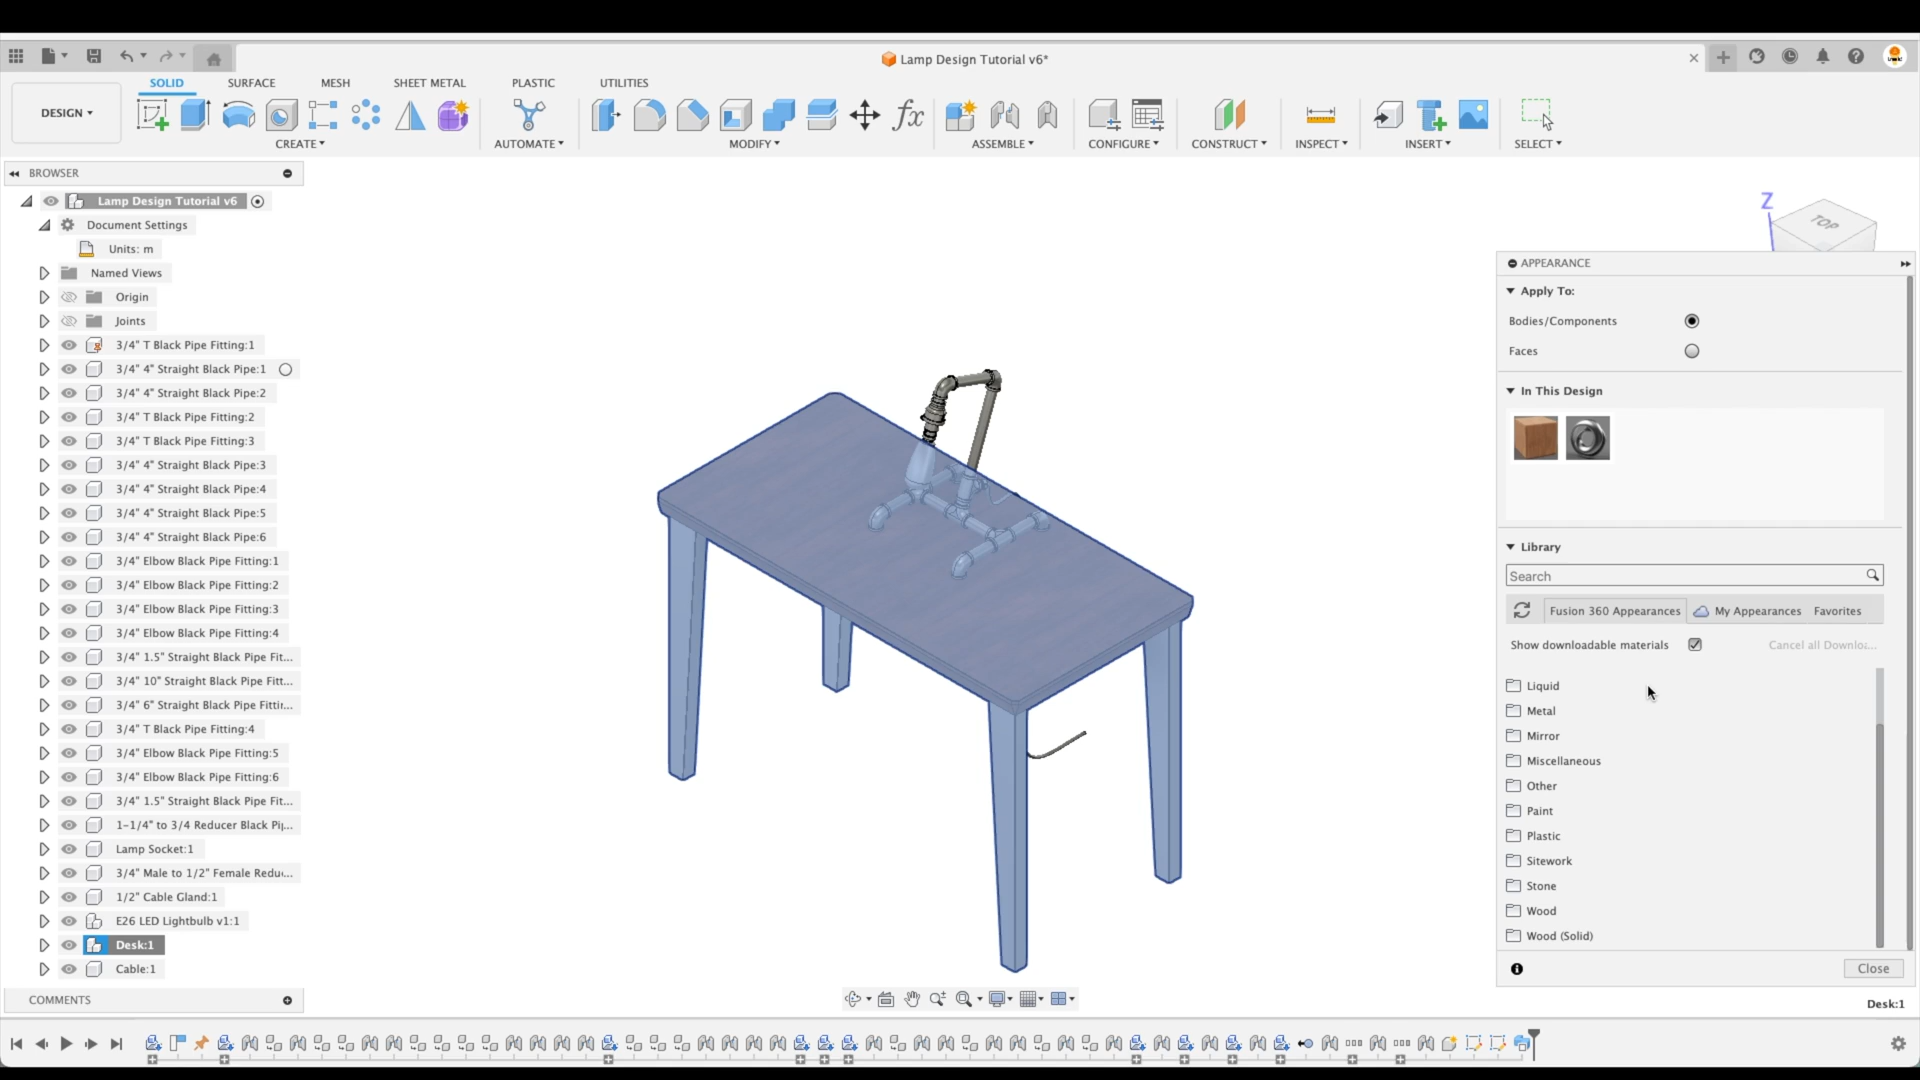 Lamp Design Tutorial v6*
DESIGN
SOLID
SURFACE
MESH
SHEET METAL
PLASTIC
UTILITIES
fx
CREATE
AUTOMATE
MODIFY
ASSEMBLE
CONFIGURE
CONSTRUCT
INSPECT
INSERT
SELECT
BROWSER
Lamp Design Tutorial v6
Document Settings
Units: m
Named Views
Origin
Joints
3/4" T Black Pipe Fitting:1
3/4" 4" Straight Black Pipe:1
3/4" 4" Straight Black Pipe:2
3/4" T Black Pipe Fitting:2
3/4" T Black Pipe Fitting:3
3/4" 4" Straight Black Pipe:3
3/4" 4" Straight Black Pipe:4
3/4" 4" Straight Black Pipe:5
3/4" 4" Straight Black Pipe:6
3/4" Elbow Black Pipe Fitting:1
3/4" Elbow Black Pipe Fitting:2
3/4" Elbow Black Pipe Fitting:3
3/4" Elbow Black Pipe Fitting:4
3/4" 1.5" Straight Black Pipe Fit...
3/4" 10" Straight Black Pipe Fitt...
3/4" 6" Straight Black Pipe Fittin...
3/4" T Black Pipe Fitting:4
3/4" Elbow Black Pipe Fitting:5
3/4" Elbow Black Pipe Fitting:6
3/4" 1.5" Straight Black Pipe Fit...
1-1/4" to 3/4 Reducer Black Pip...
Lamp Socket:1
3/4" Male to 1/2" Female Redu...
1/2" Cable Gland:1
E26 LED Lightbulb v1:1
Desk:1
Cable:1
COMMENTS
Z
TOP
APPEARANCE
Apply To:
Bodies/Components
Faces
In This Design
Library
Search
Fusion 360 Appearances
My Appearances
Favorites
Show downloadable materials
Cancel all Downloa...
Liquid
Metal
Mirror
Miscellaneous
Other
Paint
Plastic
Sitework
Stone
Wood
Wood (Solid)
Close
Desk:1